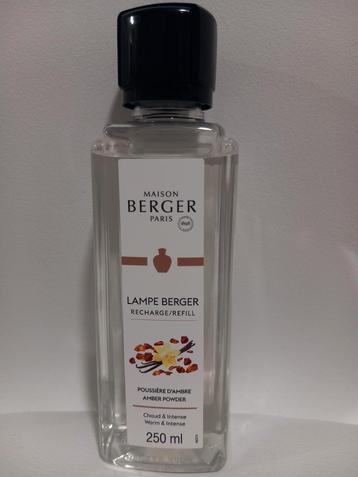 MAISON
BERGER
PARIS
LAMPE BERGER
RECHARGE/REFILL
POUSSIÈRE D'AMBRE
AMBER POWDER
Chaud & Intense
Warm & Intense
250 ml